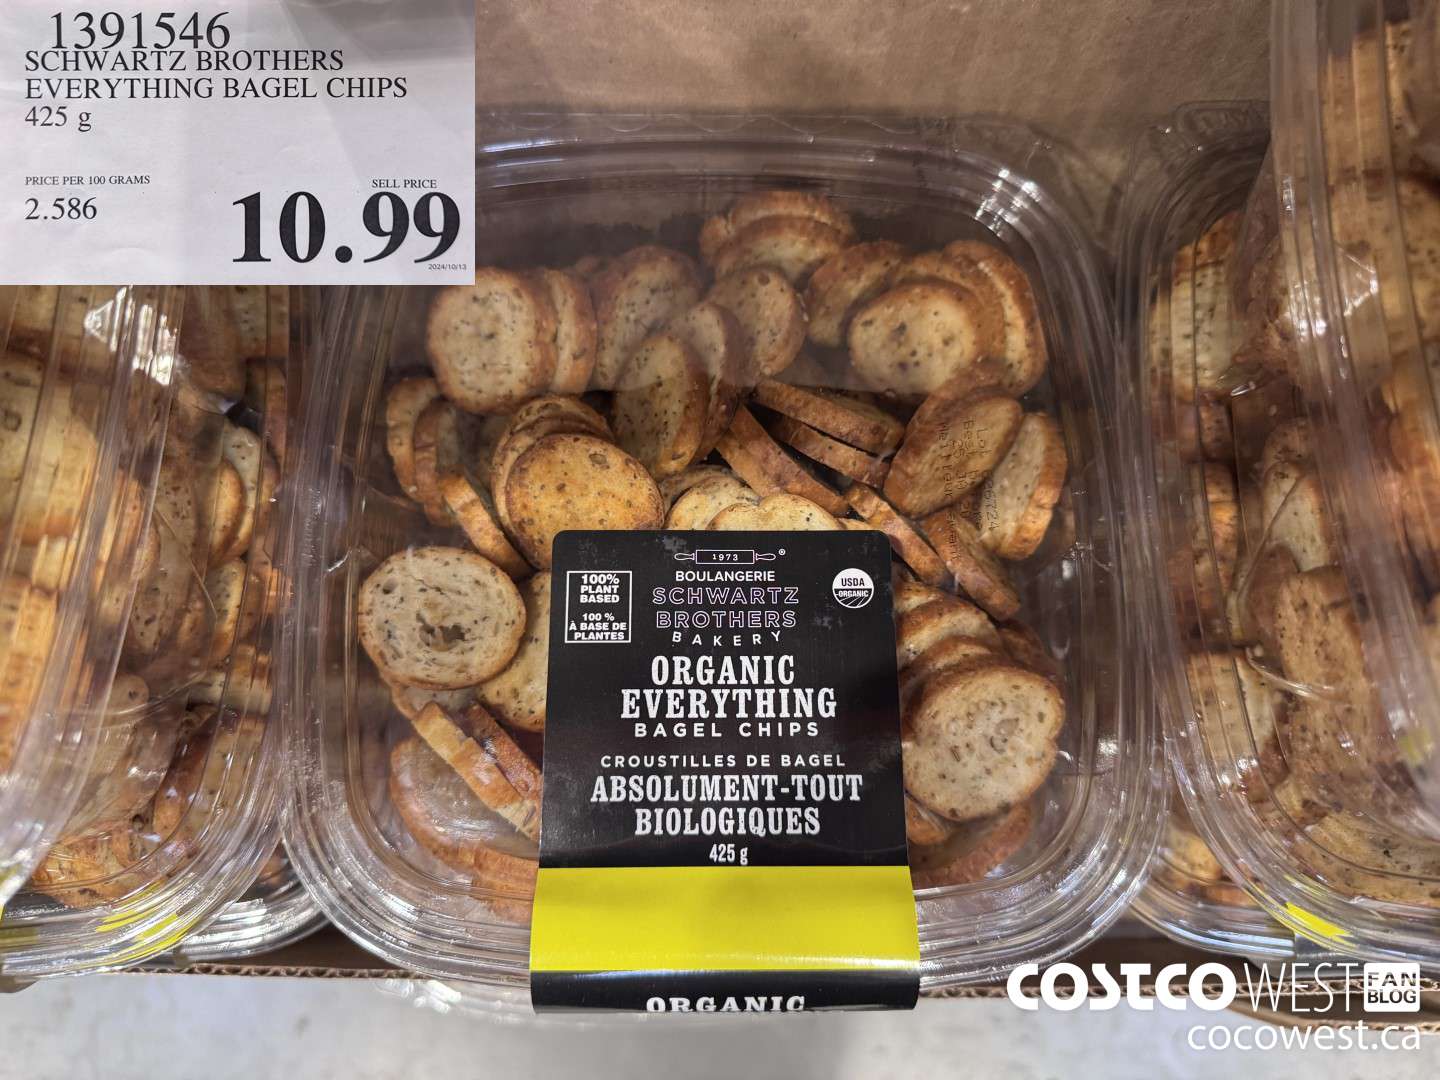 1391546
SCHWARTZ BROTHERS
EVERYTHING BAGEL CHIPS
425 g
PRICE PER 100 GRAMS
2.586
SELL PRICE
10.99
2024/10/13
1973
®
BOULANGERIE
SCHWARTZ
BROTHERS
BAKERY
100%
PLANT
BASED
100 %
À BASE DE
PLANTES
USDA
ORGANIC
ORGANIC
EVERYTHING
BAGEL CHIPS
CROUSTILLES DE BAGEL
ABSOLUMENT-TOUT
BIOLOGIQUES
425 g
ORGANIC
COSTCO WEST FAN
BLOG
cocowest.ca